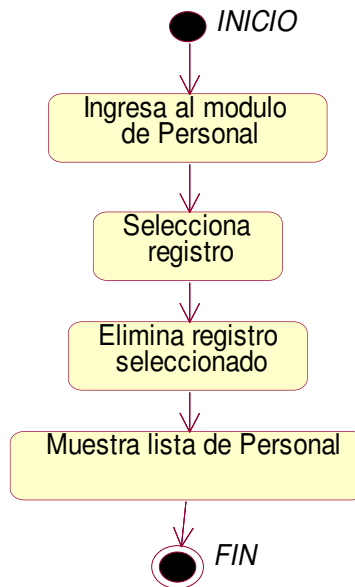 INICIO
Ingresa al modulo
de Personal
Selecciona
registro
Elimina registro
seleccionado
Muestra lista de Personal
FIN